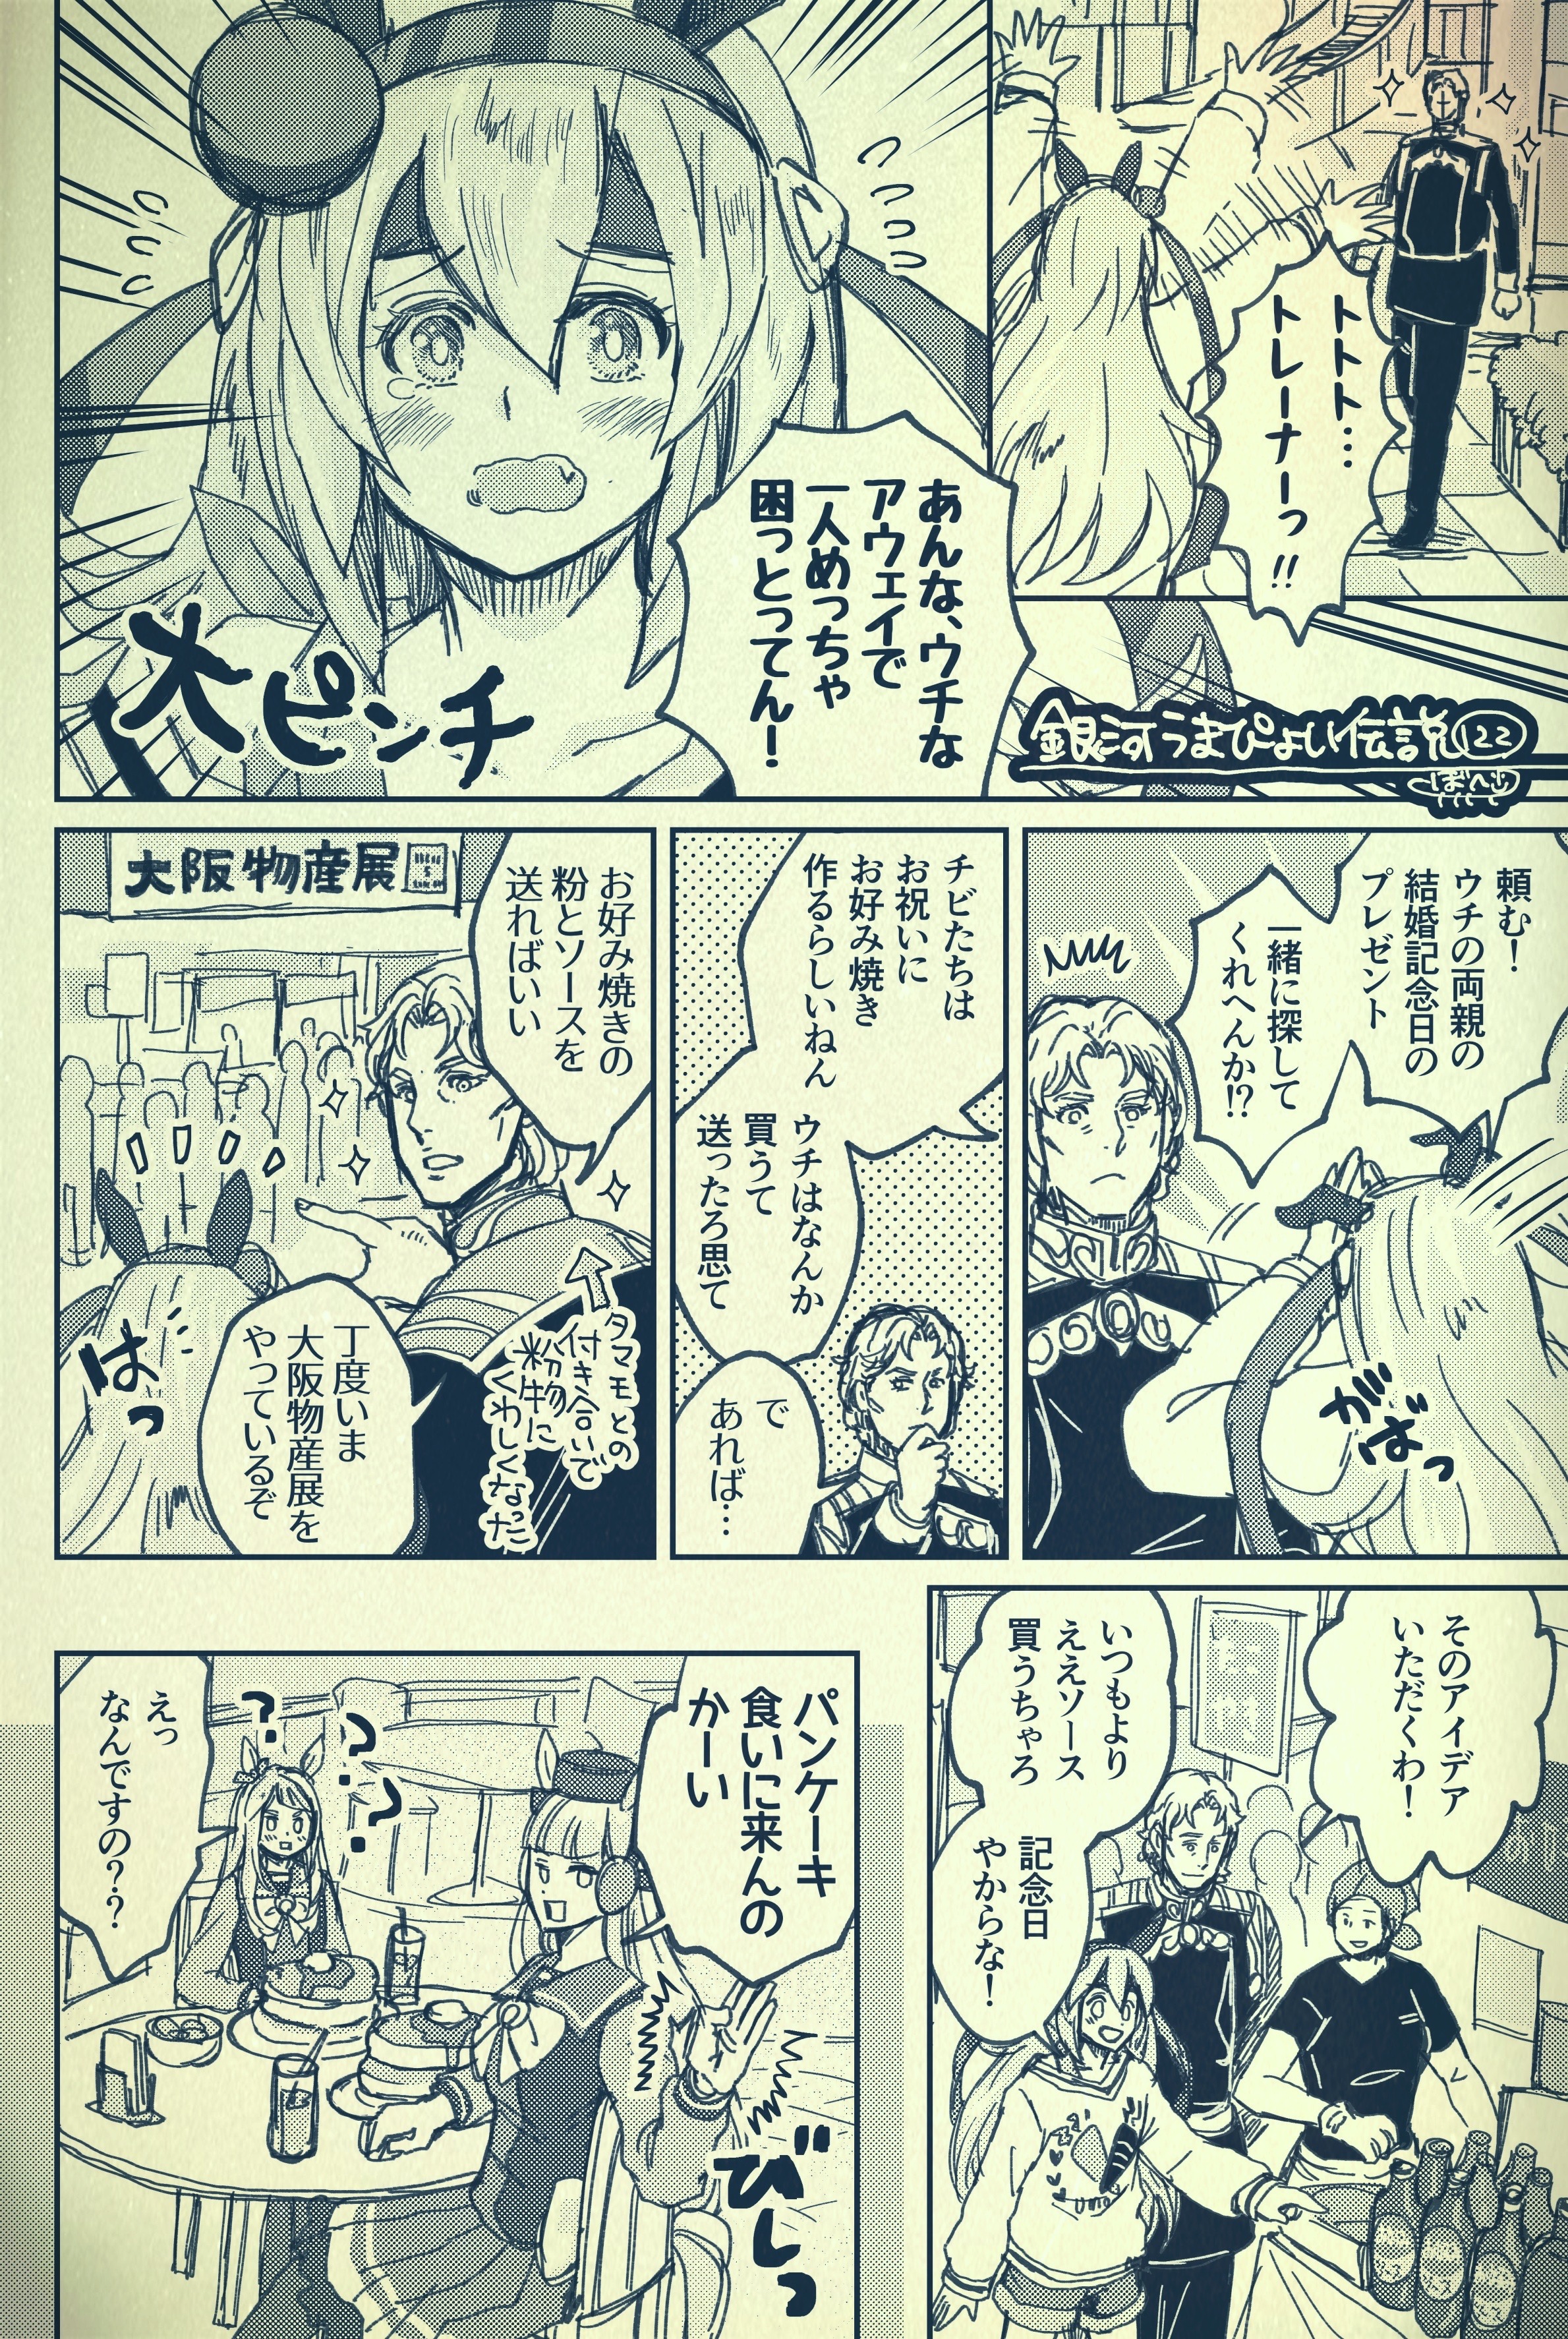 トトト…
トレーナーっ!!
銀河うまぴょい伝説122
あんな、ウチな
アウェイで
一人めっちゃ
困っとってん!
大ピンチ
頼む!
ウチの両親の
結婚記念日の
プレゼント
一緒に探して
くれへんか!?
がばっ
チビたちは
お祝いに
お好み焼き
作るらしいねん
ウチはなんか
買うて
送ったろ思て
で
あれば…
お好み焼きの
粉とソースを
送ればいい
タマモとの
付き合いで
粉物に
くわしくなった
大阪物産展
丁度いま
大阪物産展を
やっているぞ
はっ
そのアイデア
いただくわ!
いつもより
ええソース
買うちゃろ
記念日
やからな!
パンケーキ
食いに来んの
かーい
びしっ
? ? ?
えっ
なんですの??